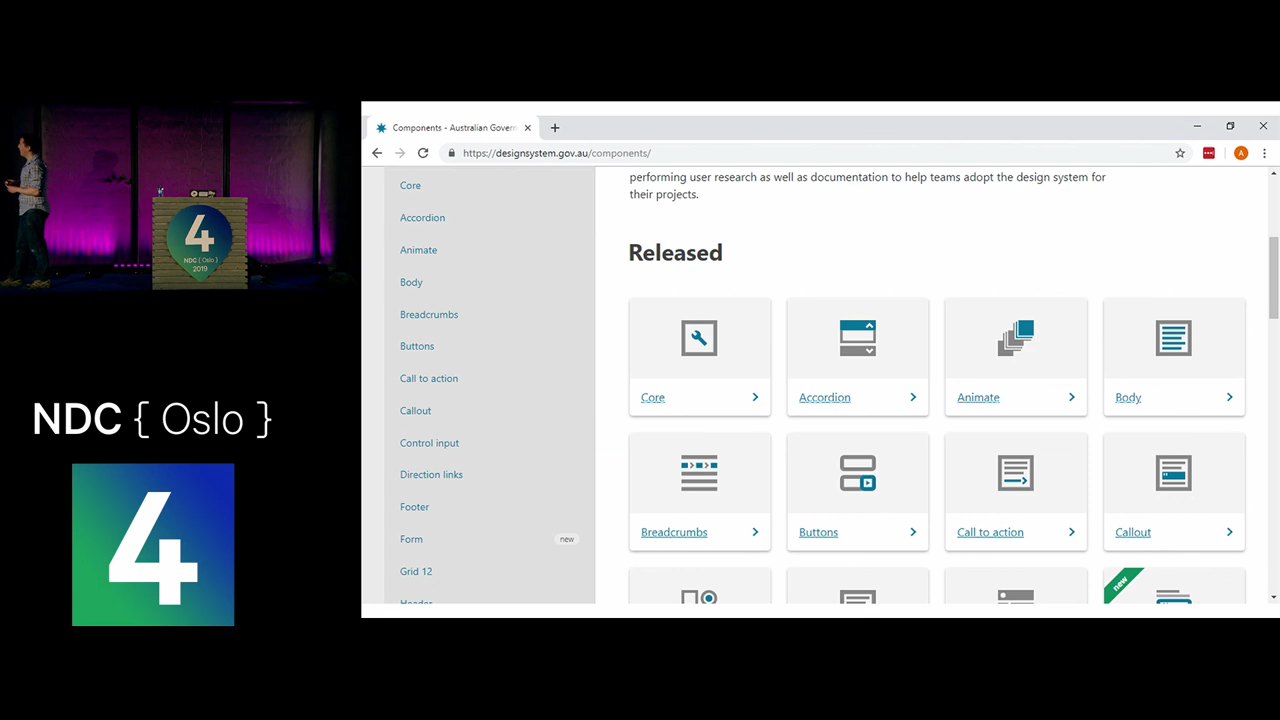 4
NDC { Oslo }
2019
NDC { Oslo }
4
Components - Australian Govern
https://designsystem.gov.au/components/
A
Core
Accordion
Animate
Body
Breadcrumbs
Buttons
Call to action
Callout
Control input
Direction links
Footer
Form new
Grid 12
Header
performing user research as well as documentation to help teams adopt the design system for
their projects.
Released
Core
Accordion
Animate
Body
Breadcrumbs
Buttons
Call to action
Callout
new